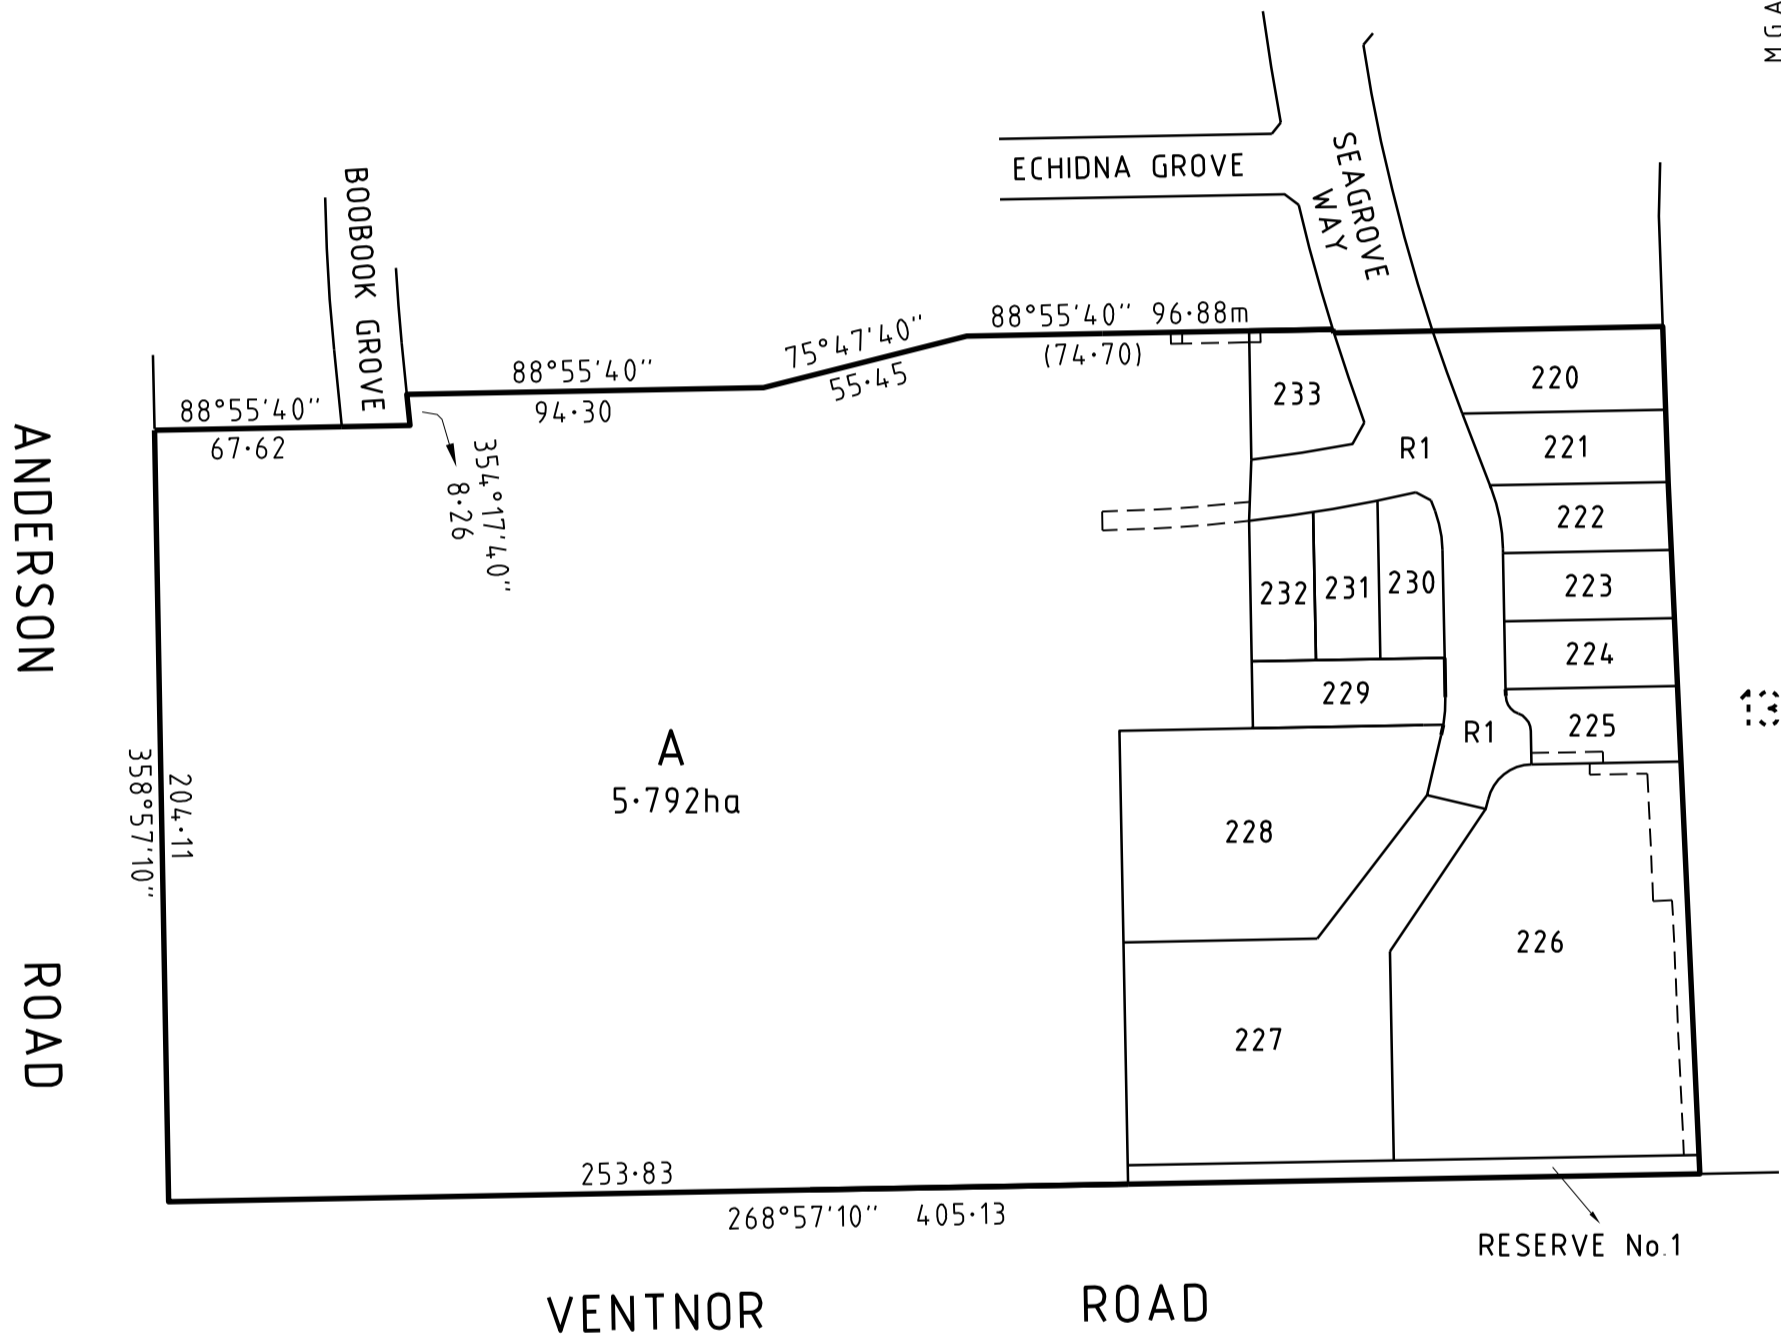 ECHIDNA GROVE
SEAGROVE
WAY
BOOBOOK GROVE
88°55'40" 96·88m
(74·70)
75°47'40"
55·45
88°55'40"
94·30
88°55'40"
67·62
354°17'40"
8·26
233
220
R1
221
222
223
232
231
230
224
229
225
R1
A
5·792ha
228
226
227
204·11
358°57'10"
ANDERSON ROAD
253·83
268°57'10" 405·13
RESERVE No.1
VENTNOR ROAD